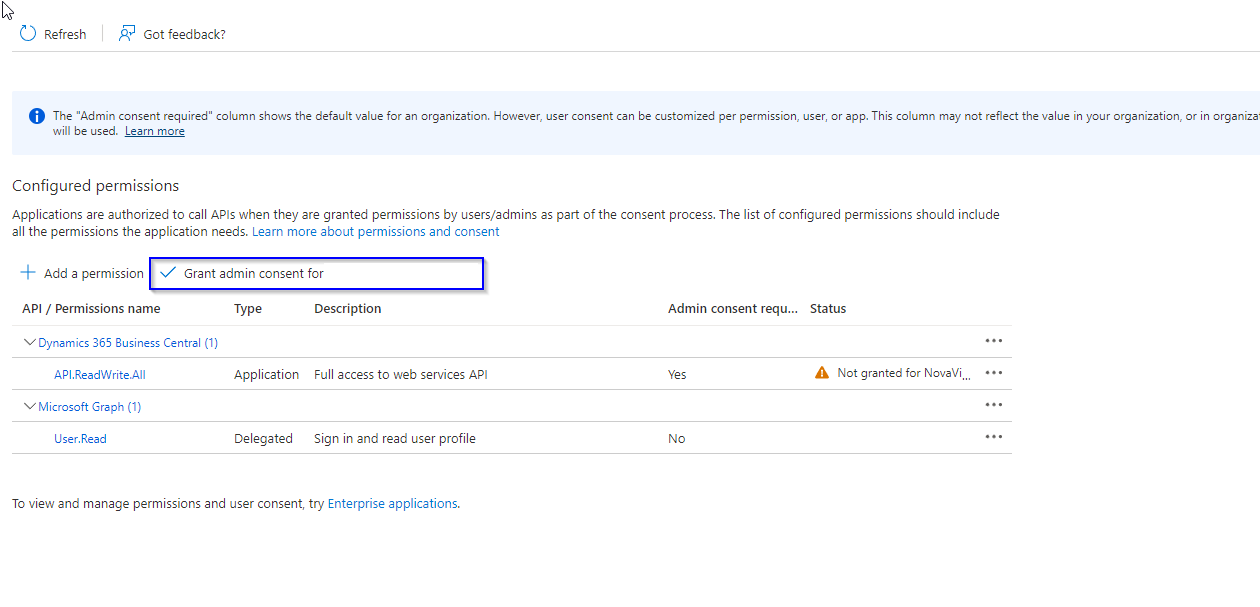 Refresh Got feedback?
The "Admin consent required" column shows the default value for an organization. However, user consent can be customized per permission, user, or app. This column may not reflect the value in your organization, or in organiza
will be used. Learn more
Configured permissions
Applications are authorized to call APIs when they are granted permissions by users/admins as part of the consent process. The list of configured permissions should include
all the permissions the application needs. Learn more about permissions and consent
Add a permission Grant admin consent for
API / Permissions name Type Description Admin consent requ... Status
Dynamics 365 Business Central (1)
API.ReadWrite.All Application Full access to web services API Yes Not granted for NovaVi...
Microsoft Graph (1)
User.Read Delegated Sign in and read user profile No
To view and manage permissions and user consent, try Enterprise applications.